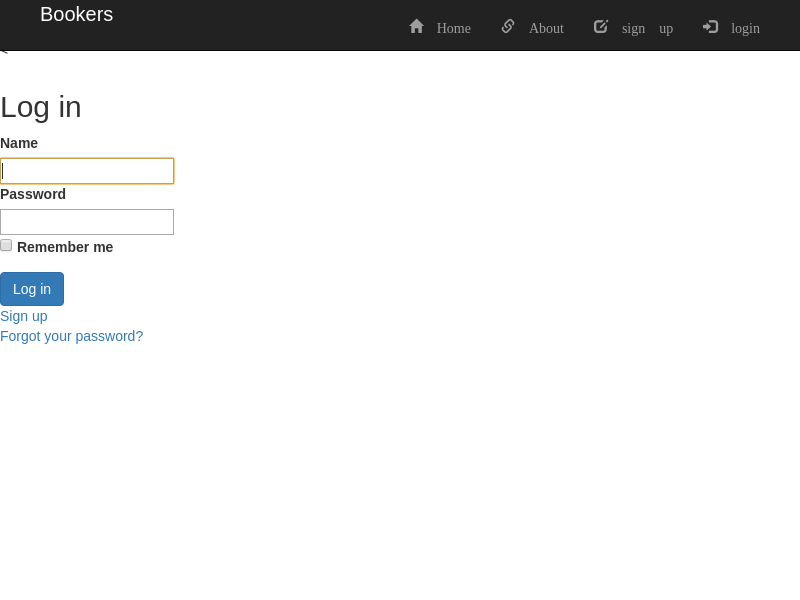 Bookers
Home About sign up login
<
Log in
Name
Password
Remember me
Log in
Sign up
Forgot your password?